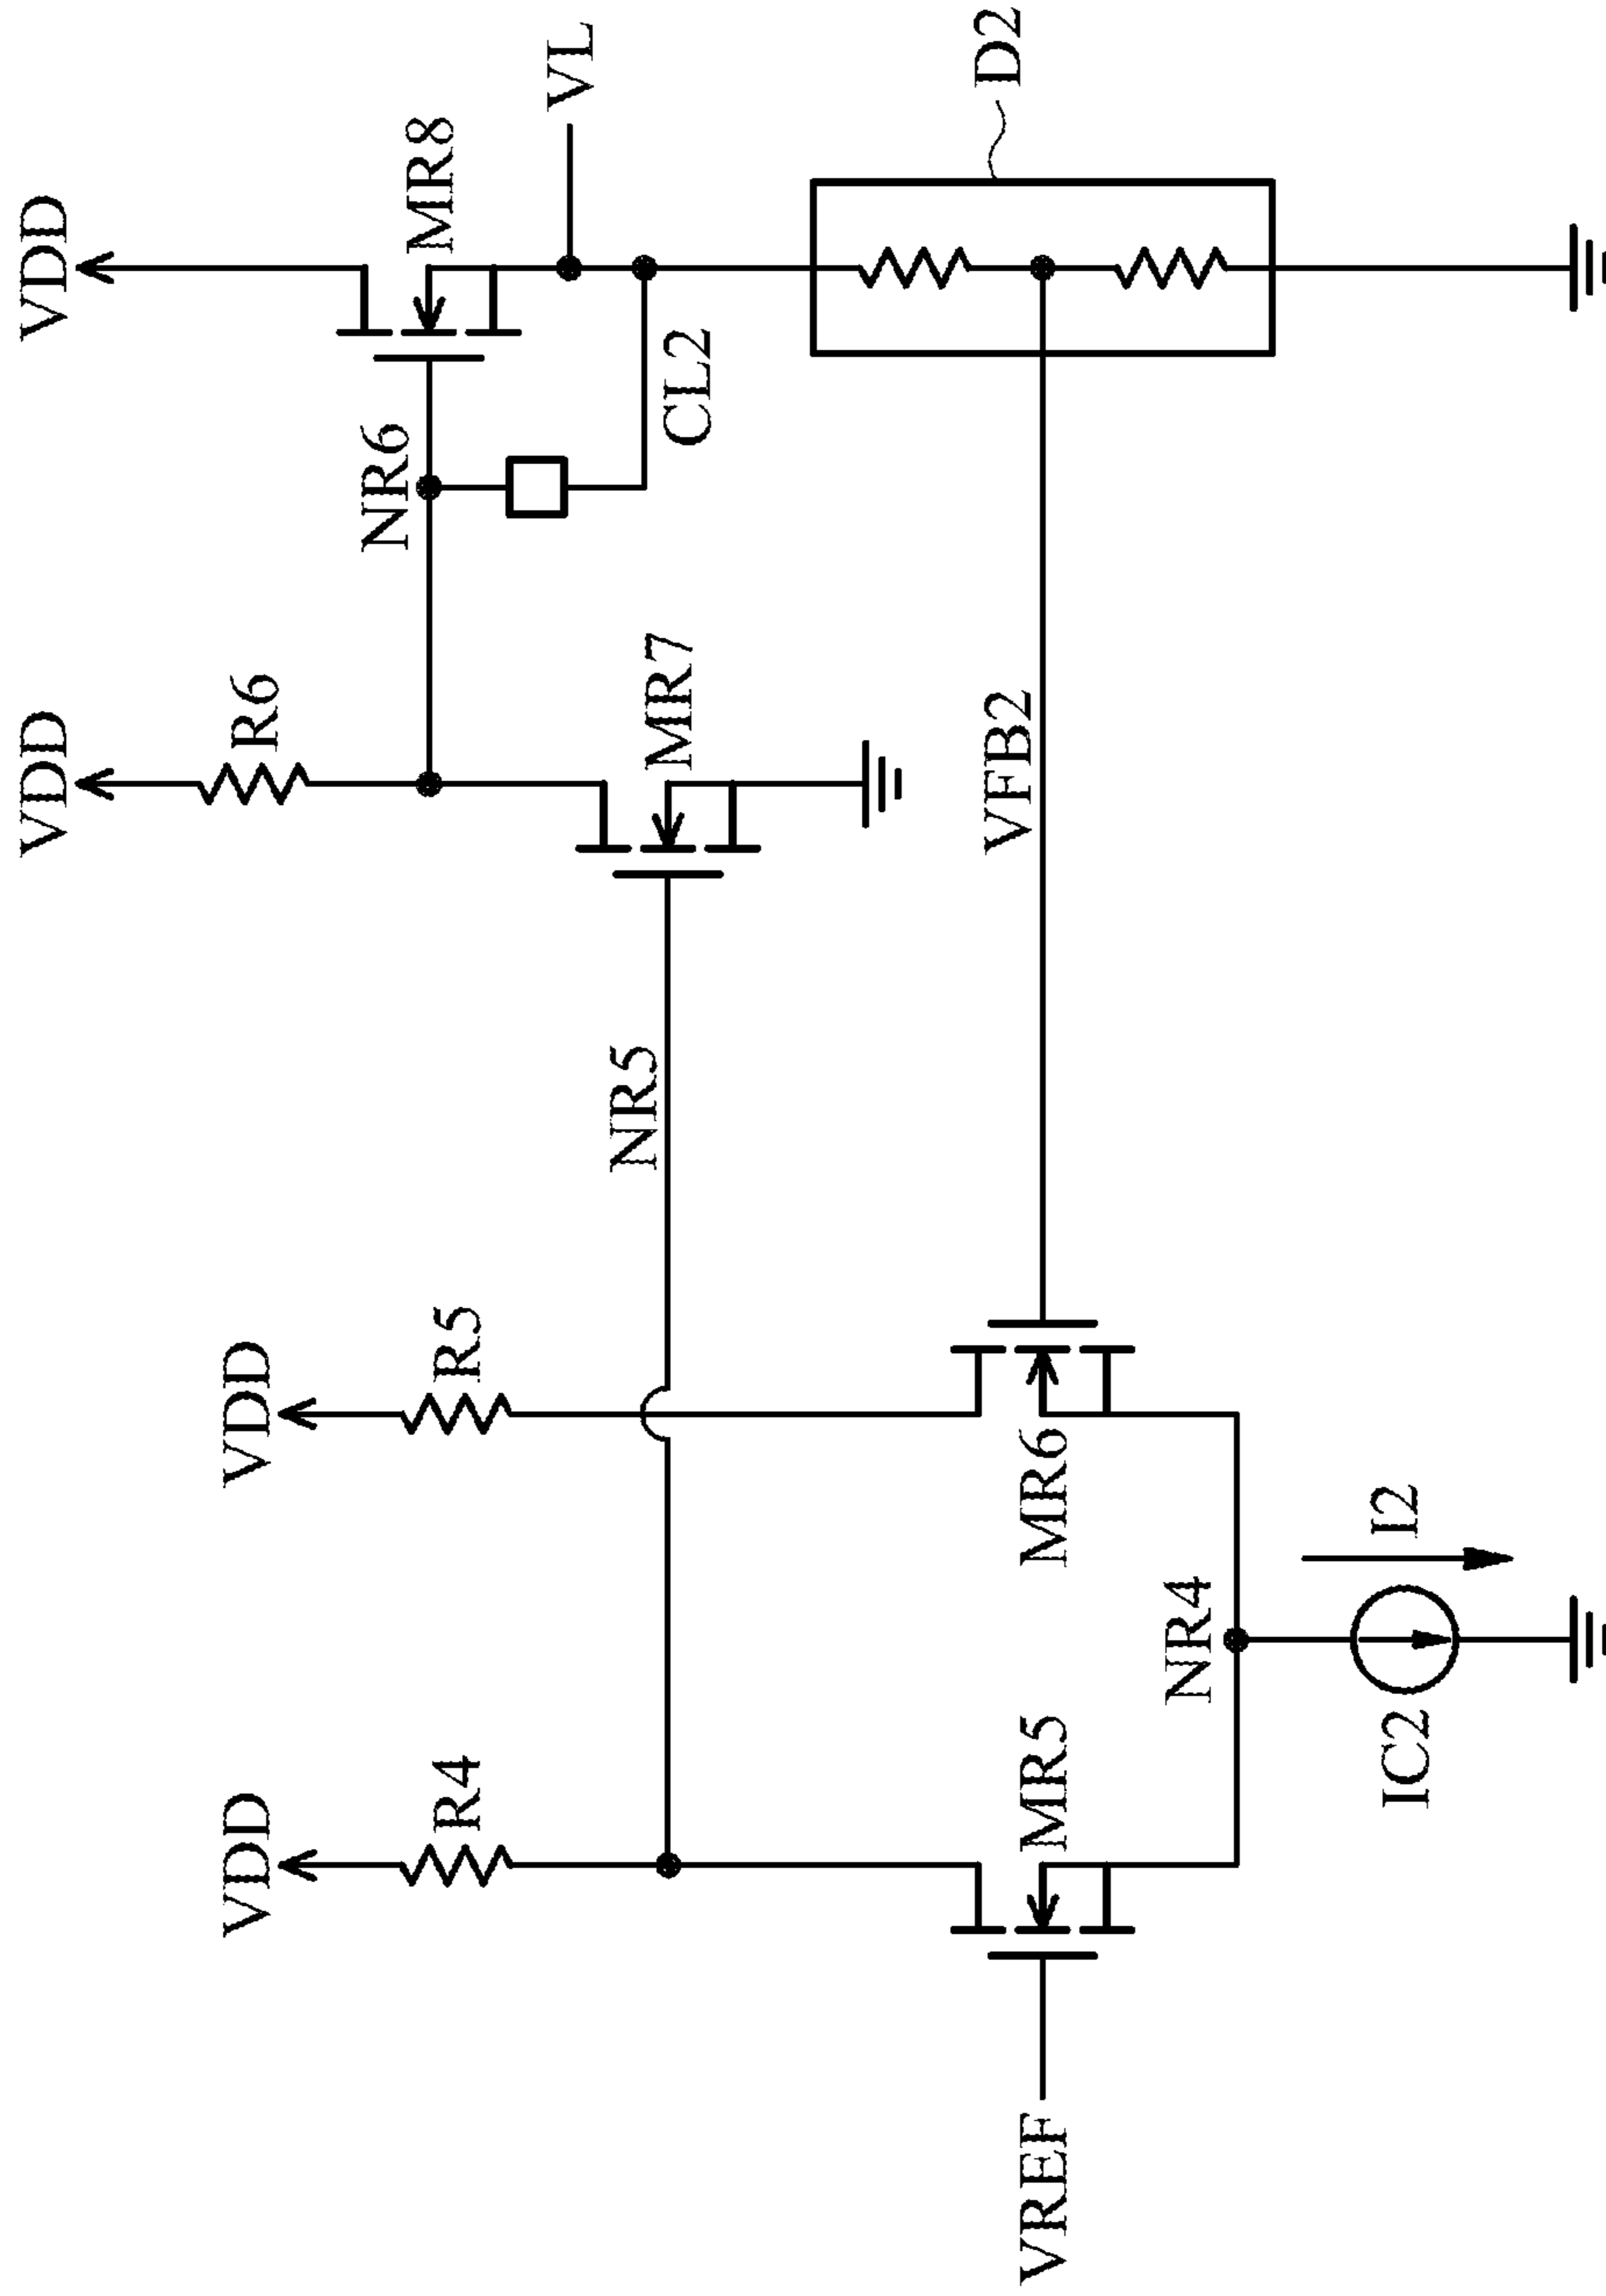 VDD
VDD
R6
VDD
VDD
R4
R5
NR6
MR8
VL
NR5
MR7
CL2
VREF
MR5
MR6
VFB2
D2
NR4
IC2
I2